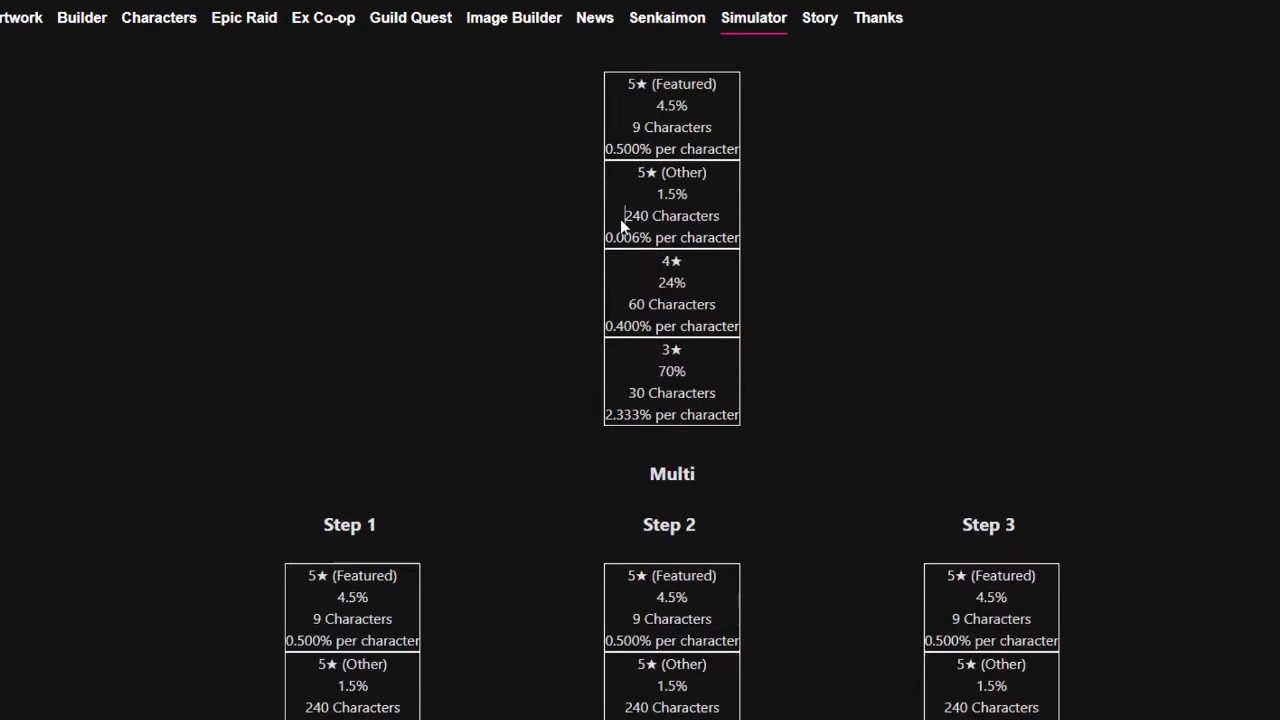 rtwork Builder Characters Epic Raid Ex Co-op Guild Quest Image Builder News Senkaimon Simulator Story Thanks
5★ (Featured)
4.5%
9 Characters
0.500% per character
5★ (Other)
1.5%
240 Characters
0.006% per character
4★
24%
60 Characters
0.400% per character
3★
70%
30 Characters
2.333% per character
Multi
Step 1 Step 2 Step 3
5★ (Featured) 5★ (Featured) 5★ (Featured)
4.5% 4.5% 4.5%
9 Characters 9 Characters 9 Characters
0.500% per character 0.500% per character 0.500% per character
5★ (Other) 5★ (Other) 5★ (Other)
1.5% 1.5% 1.5%
240 Characters 240 Characters 240 Characters